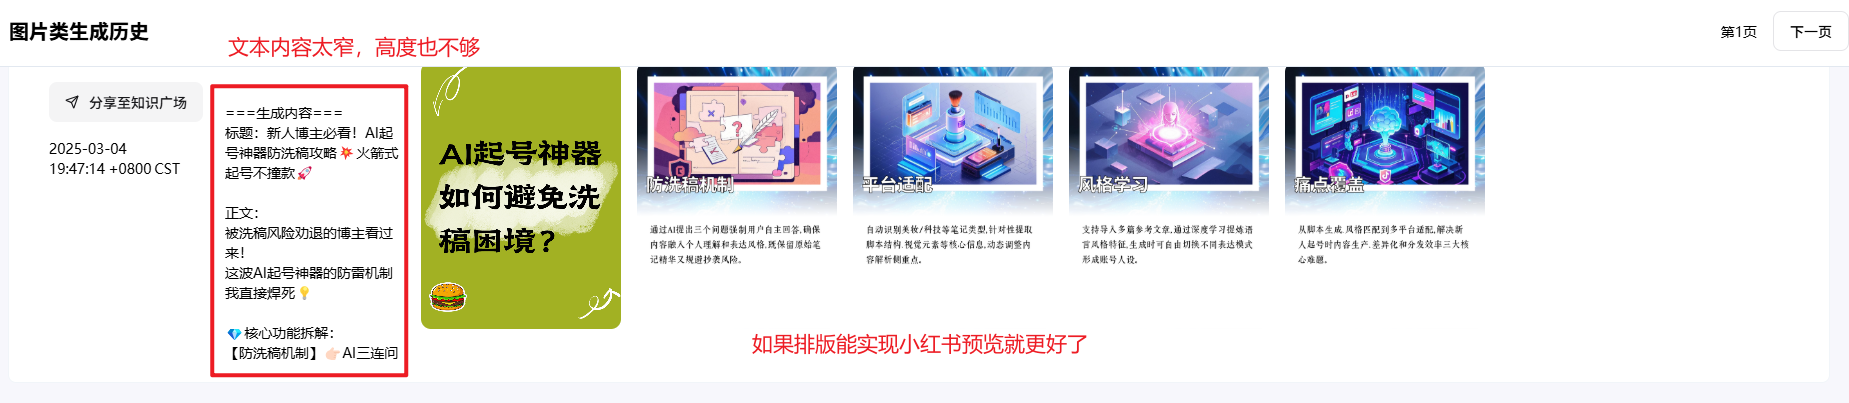 图片类生成历史
文本内容太窄，高度也不够
第1页
下一页
分享至知识广场
2025-03-04
19:47:14 +0800 CST
===生成内容===
标题：新人博主必看！AI起
号神器防洗稿攻略💥火箭式
起号不撞款🚀
正文：
被洗稿风险劝退的博主看过
来！
这波AI起号神器的防雷机制
我直接焊死💡
💎核心功能拆解：
【防洗稿机制】👉🏻AI三连问
AI起号神器
如何避免洗
稿困境？
防洗稿机制
通过AI提出三个问题强制用户自主回答,确保
内容融入个人理解和表达风格,既保留原始笔
记精华又规避抄袭风险。
平台适配
自动识别美妆/科技等笔记类型,针对性提取
脚本结构,视觉元素等核心信息,动态调整内
容解析侧重点。
风格学习
支持导入多篇参考文章,通过深度学习提炼语
言风格特征,生成时可自由切换不同表达模式
形成账号人设。
痛点覆盖
从脚本生成,风格匹配到多平台适配,解决新
人起号时内容生产,差异化和分发效率三大核
心难题。
如果排版能实现小红书预览就更好了